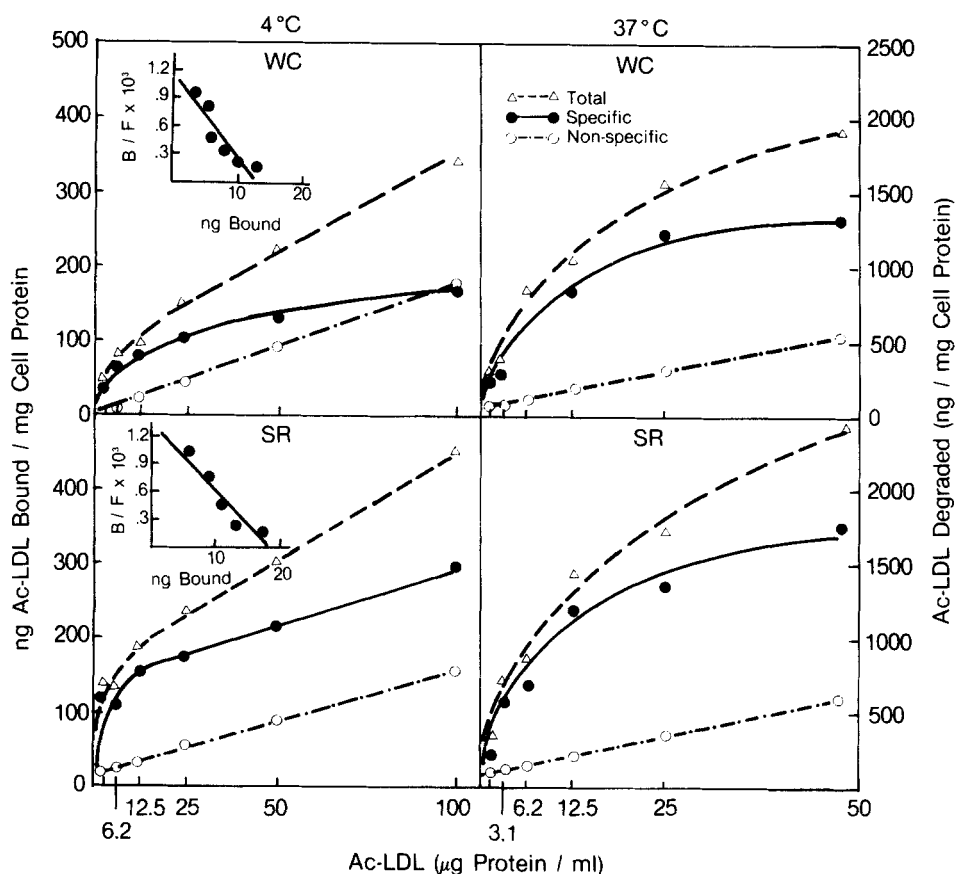 4°C
37°C
500
WC
1.2
.9
.6
.3
B / F x 10³
10
20
ng Bound
400
300
200
100
0
WC
Total
Specific
Non-specific
2500
2000
1500
1000
500
0
SR
1.2
.9
.6
.3
B / F x 10³
10
20
ng Bound
400
300
200
100
0
SR
2000
1500
1000
500
ng Ac-LDL Bound / mg Cell Protein
Ac-LDL Degraded (ng / mg Cell Protein)
6.2
12.5
25
50
100
3.1
6.2
12.5
25
50
Ac-LDL (μg Protein / ml)